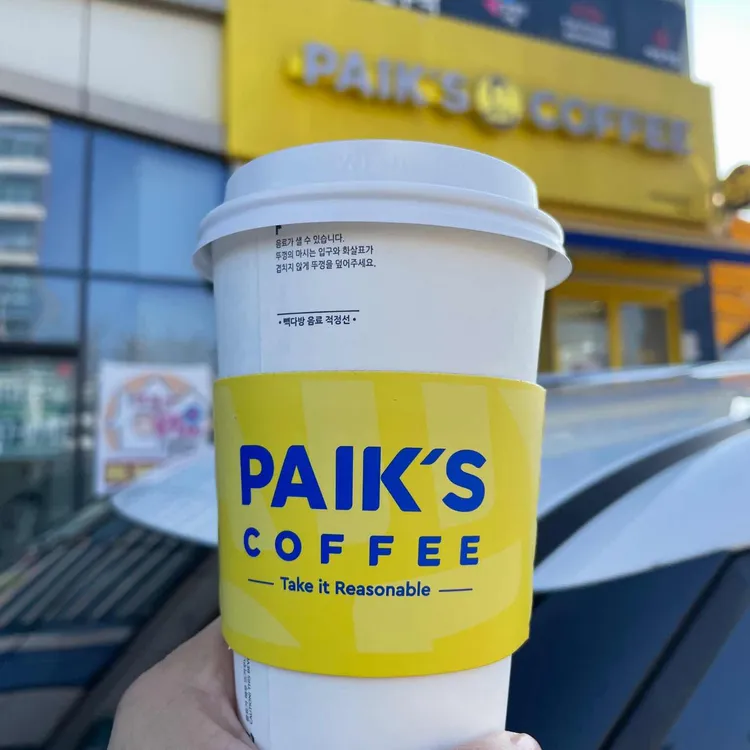 PAIK'S COFFEE
음료가 샐 수 있습니다.
뚜껑의 마시는 입구와 화살표가
겹치지 않게 뚜껑을 덮어주세요.
• 빽다방 음료 적정선 •
PAIK'S
COFFEE
Take it Reasonable